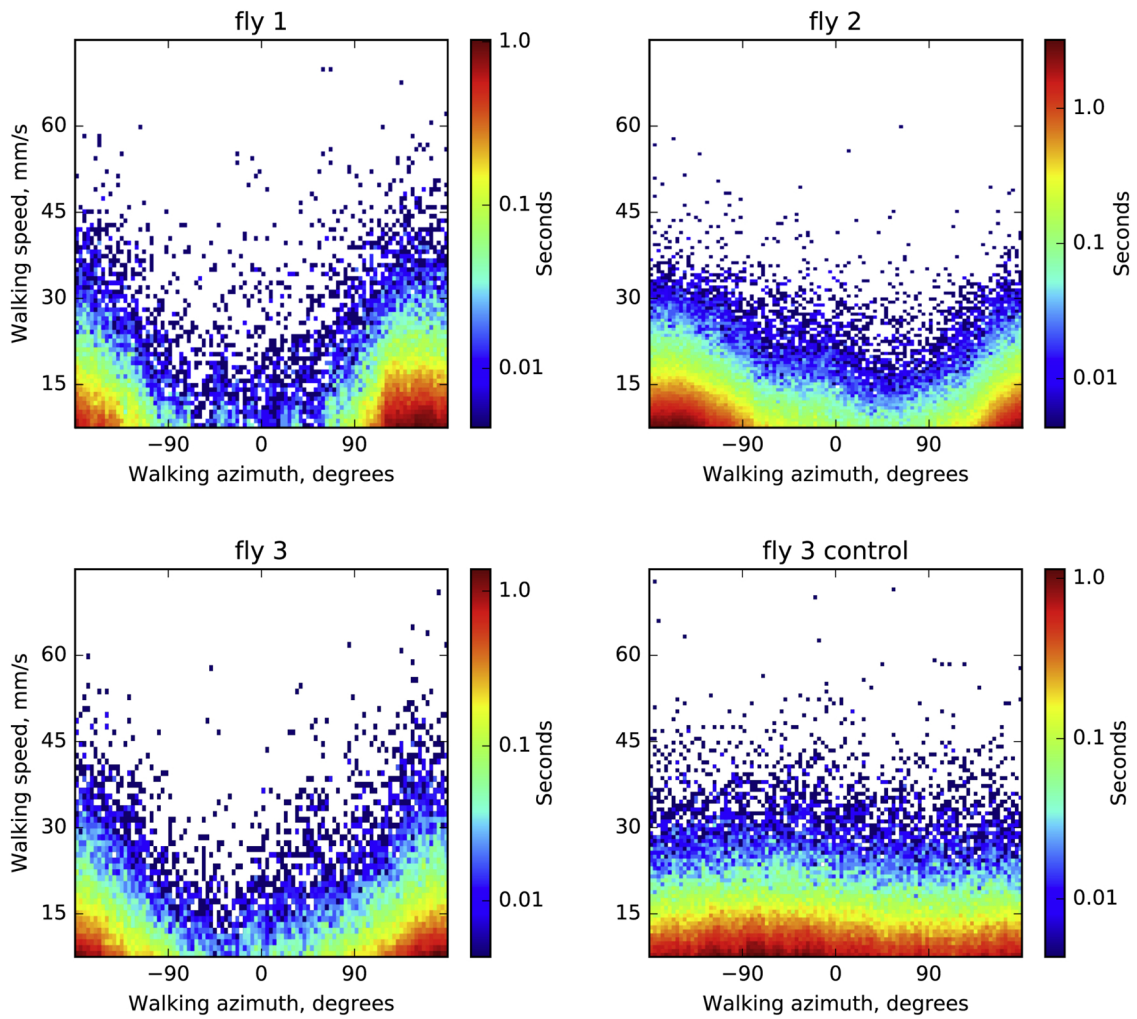 fly 1
60
45
30
15
−90
0
90
Walking speed, mm/s
Walking azimuth, degrees
1.0
0.1
0.01
Seconds
fly 2
60
45
30
15
−90
0
90
Walking azimuth, degrees
1.0
0.1
0.01
Seconds
fly 3
60
45
30
15
−90
0
90
Walking speed, mm/s
Walking azimuth, degrees
1.0
0.1
0.01
Seconds
fly 3 control
60
45
30
15
−90
0
90
Walking azimuth, degrees
1.0
0.1
0.01
Seconds